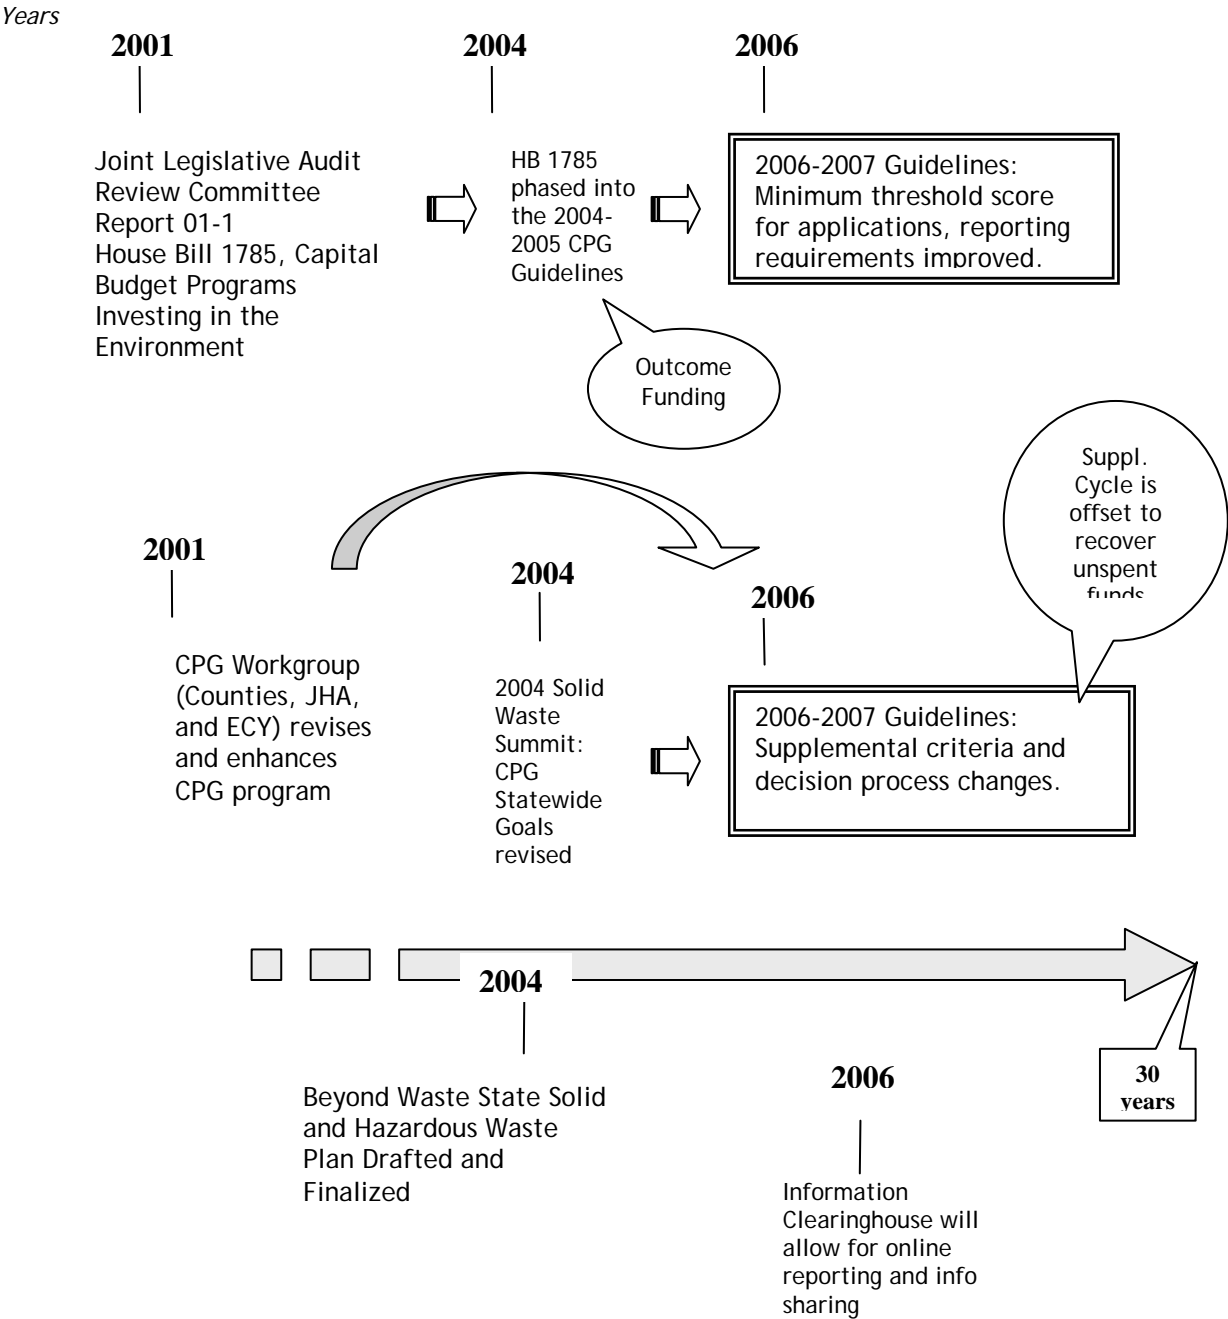 Years
2001
2004
2006
Joint Legislative Audit
Review Committee
Report 01-1
House Bill 1785, Capital
Budget Programs
Investing in the
Environment
HB 1785
phased into
the 2004-
2005 CPG
Guidelines
2006-2007 Guidelines:
Minimum threshold score
for applications, reporting
requirements improved.
Outcome
Funding
Suppl.
Cycle is
offset to
recover
unspent
funds
2001
2004
2006
CPG Workgroup
(Counties, JHA,
and ECY) revises
and enhances
CPG program
2004 Solid
Waste
Summit:
CPG
Statewide
Goals
revised
2006-2007 Guidelines:
Supplemental criteria and
decision process changes.
2004
30
years
Beyond Waste State Solid
and Hazardous Waste
Plan Drafted and
Finalized
2006
Information
Clearinghouse will
allow for online
reporting and info
sharing